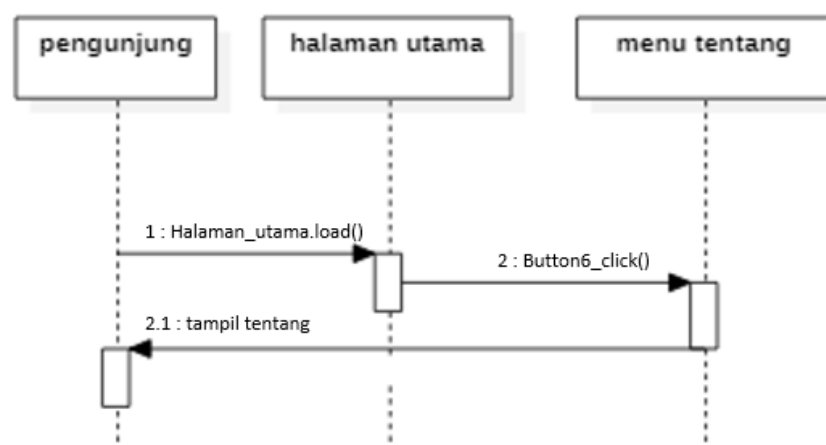 pengunjung
halaman utama
menu tentang
1 : Halaman_utama.load()
2 : Button6_click()
2.1 : tampil tentang